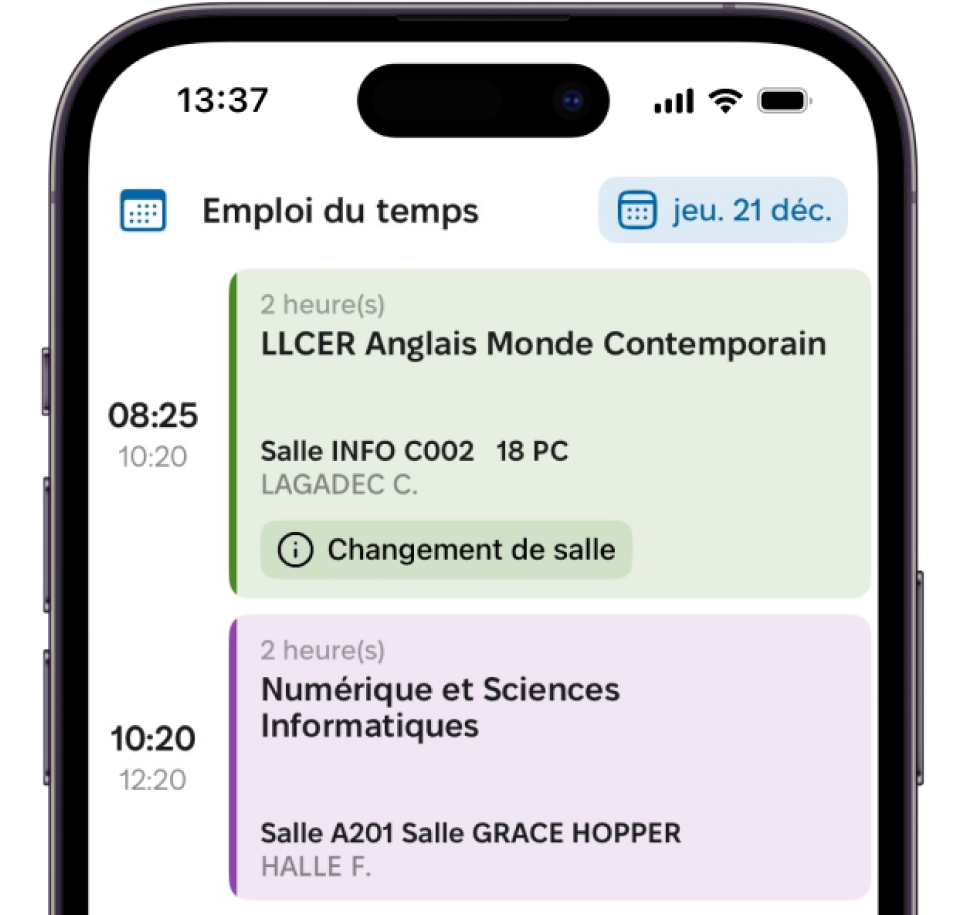 13:37
Emploi du temps
jeu. 21 déc.
2 heure(s)
LLCER Anglais Monde Contemporain
08:25
10:20
Salle INFO C002   18 PC
LAGADEC C.
Changement de salle
2 heure(s)
Numérique et Sciences
Informatiques
10:20
12:20
Salle A201 Salle GRACE HOPPER
HALLE F.